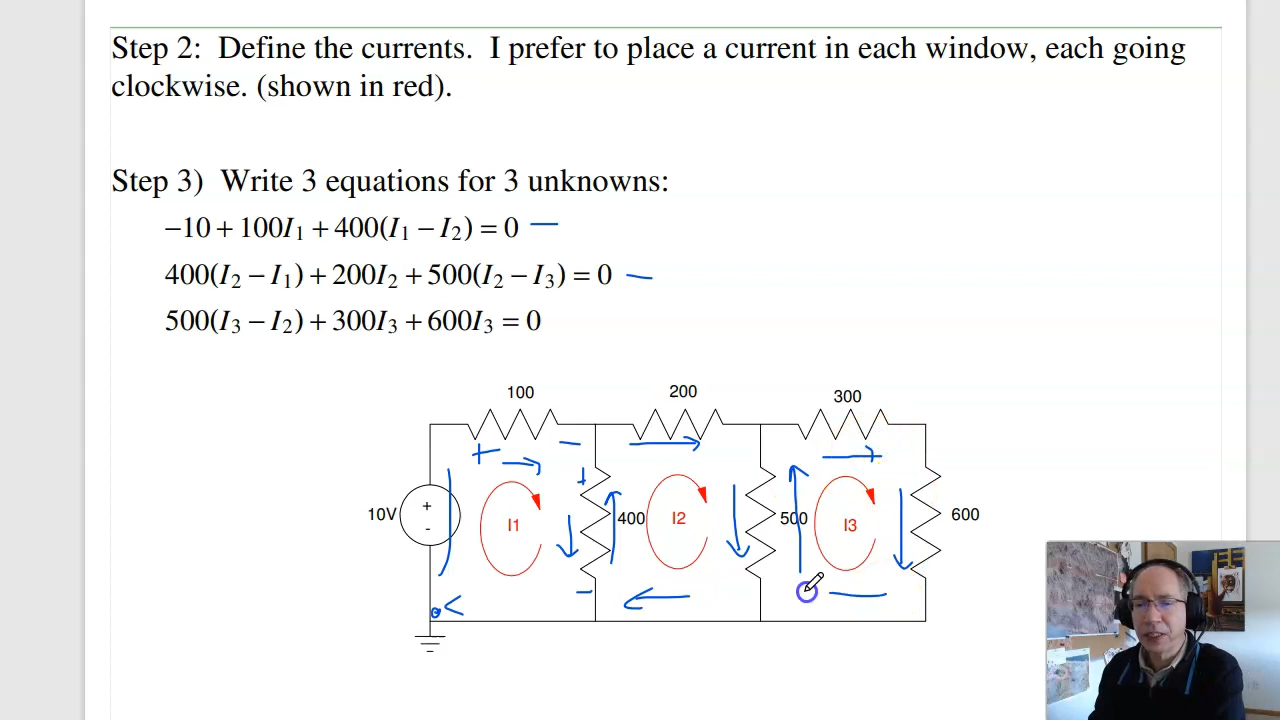 Step 2:  Define the currents.  I prefer to place a current in each window, each going
clockwise. (shown in red).
Step 3)  Write 3 equations for 3 unknowns:
−10 + 100I₁ + 400(I₁ − I₂) = 0
400(I₂ − I₁) + 200I₂ + 500(I₂ − I₃) = 0
500(I₃ − I₂) + 300I₃ + 600I₃ = 0
100
200
300
+
−
+
10V
+
-
I1
400
I2
500
I3
600
−